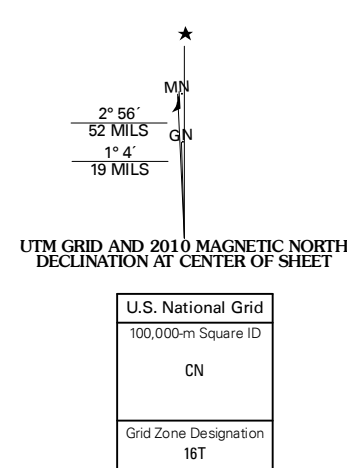 ★
MN
2° 56´
52 MILS
GN
1° 4´
19 MILS
UTM GRID AND 2010 MAGNETIC NORTH
DECLINATION AT CENTER OF SHEET
U.S. National Grid
100,000-m Square ID
CN
Grid Zone Designation
16T